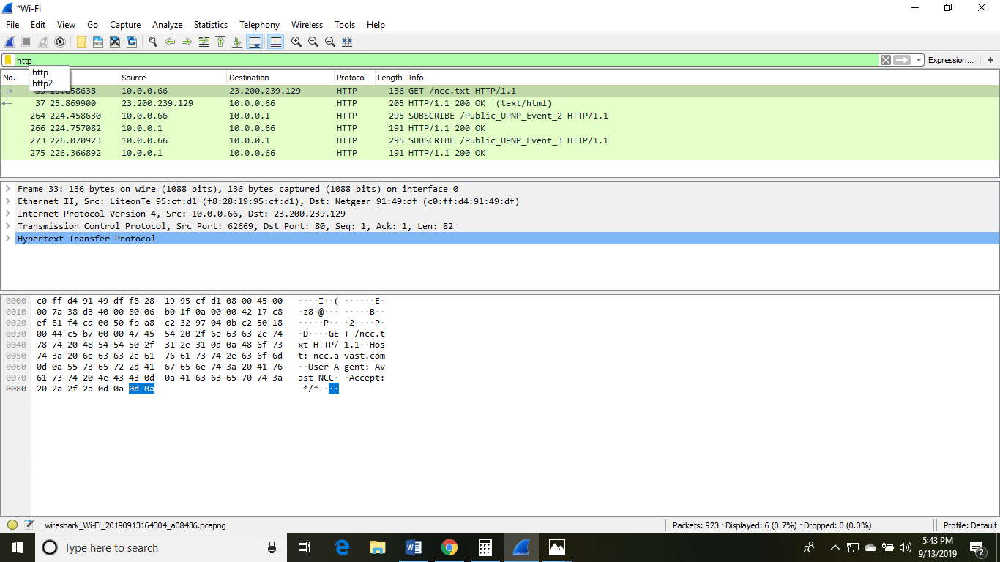 *Wi-Fi
File Edit View Go Capture Analyze Statistics Telephony Wireless Tools Help
http Expression... +
http
http2
No. Source Destination Protocol Length Info
10.0.0.66 23.200.239.129 HTTP 136 GET /ncc.txt HTTP/1.1
37 25.869900 23.200.239.129 10.0.0.66 HTTP 205 HTTP/1.1 200 OK (text/html)
264 224.458630 10.0.0.66 10.0.0.1 HTTP 295 SUBSCRIBE /Public_UPNP_Event_2 HTTP/1.1
266 224.757082 10.0.0.1 10.0.0.66 HTTP 191 HTTP/1.1 200 OK
273 226.070923 10.0.0.66 10.0.0.1 HTTP 295 SUBSCRIBE /Public_UPNP_Event_3 HTTP/1.1
275 226.366892 10.0.0.1 10.0.0.66 HTTP 191 HTTP/1.1 200 OK
Frame 33: 136 bytes on wire (1088 bits), 136 bytes captured (1088 bits) on interface 0
Ethernet II, Src: LiteonTe_95:cf:d1 (f8:28:19:95:cf:d1), Dst: Netgear_91:49:df (c0:ff:d4:91:49:df)
Internet Protocol Version 4, Src: 10.0.0.66, Dst: 23.200.239.129
Transmission Control Protocol, Src Port: 62669, Dst Port: 80, Seq: 1, Ack: 1, Len: 82
Hypertext Transfer Protocol
0000 c0 ff d4 91 49 df f8 28 19 95 cf d1 08 00 45 00 ····I··( ······E·
0010 00 7a 38 d3 40 00 80 06 b0 1f 0a 00 00 42 17 c8 ·z8·@··· ·····B··
0020 ef 81 f4 cd 00 50 fb a8 c2 32 97 04 0b c2 50 18 ·····P·· ·2····P·
0030 00 44 c5 b7 00 00 47 45 54 20 2f 6e 63 63 2e 74 ·D····GE T /ncc.t
0040 78 74 20 48 54 54 50 2f 31 2e 31 0d 0a 48 6f 73 xt HTTP/ 1.1··Hos
0050 74 3a 20 6e 63 63 2e 61 76 61 73 74 2e 63 6f 6d t: ncc.a vast.com
0060 0d 0a 55 73 65 72 2d 41 67 65 6e 74 3a 20 41 76 ··User-A gent: Av
0070 61 73 74 20 4e 43 43 0d 0a 41 63 63 65 70 74 3a ast NCC· ·Accept:
0080 20 2a 2f 2a 0d 0a 0d 0a */*····
wireshark_Wi-Fi_20190913164304_a08436.pcapng Packets: 923 · Displayed: 6 (0.7%) · Dropped: 0 (0.0%) Profile: Default
Type here to search 5:43 PM
9/13/2019 2